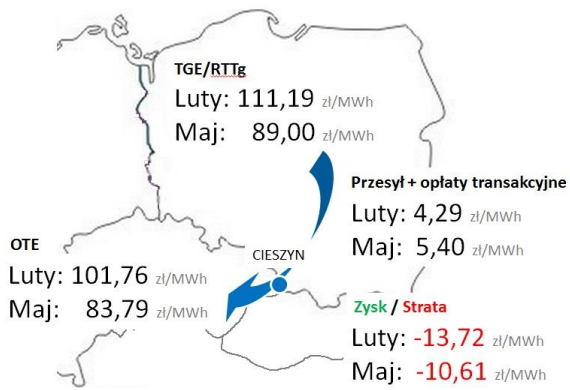 TGE/RTTg
Luty: 111,19 zł/MWh
Maj: 89,00 zł/MWh
Przesył + opłaty transakcyjne
Luty: 4,29 zł/MWh
Maj: 5,40 zł/MWh
OTE
Luty: 101,76 zł/MWh
Maj: 83,79 zł/MWh
CIESZYN
Zysk / Strata
Luty: -13,72 zł/MWh
Maj: -10,61 zł/MWh